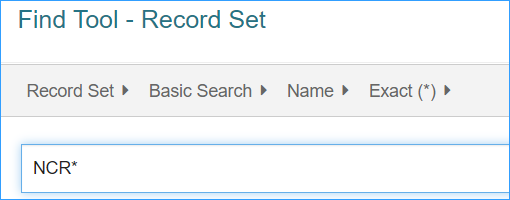 Find Tool - Record Set
Record Set Basic Search Name Exact (*)
NCR*